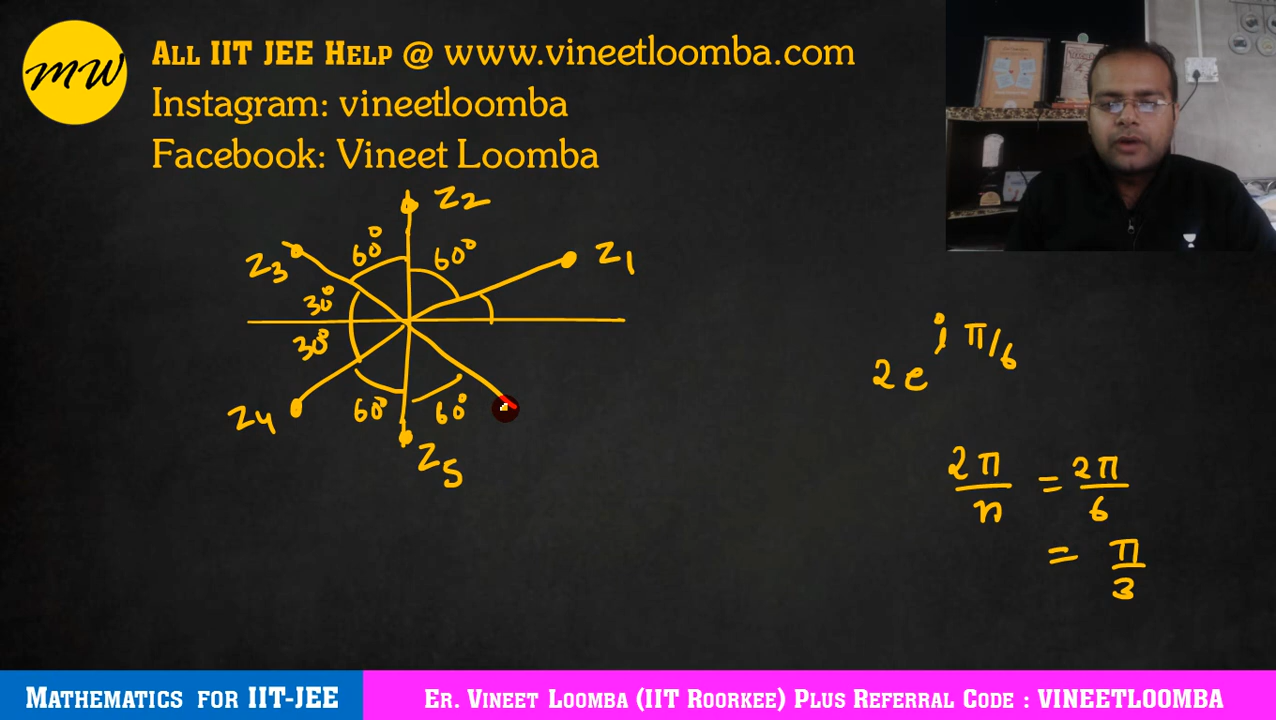 MW
ALL IIT JEE HELP @ www.vineetloomba.com
Instagram: vineetloomba
Facebook: Vineet Loomba
Z2
Z3
60°
60°
Z1
30°
30°
Z4
60°
60°
Z5
2e^iπ/6
2π/n = 2π/6
= π/3
MATHEMATICS FOR IIT-JEE
ER. VINEET LOOMBA (IIT ROORKEE) PLUS REFERRAL CODE : VINEETLOOMBA